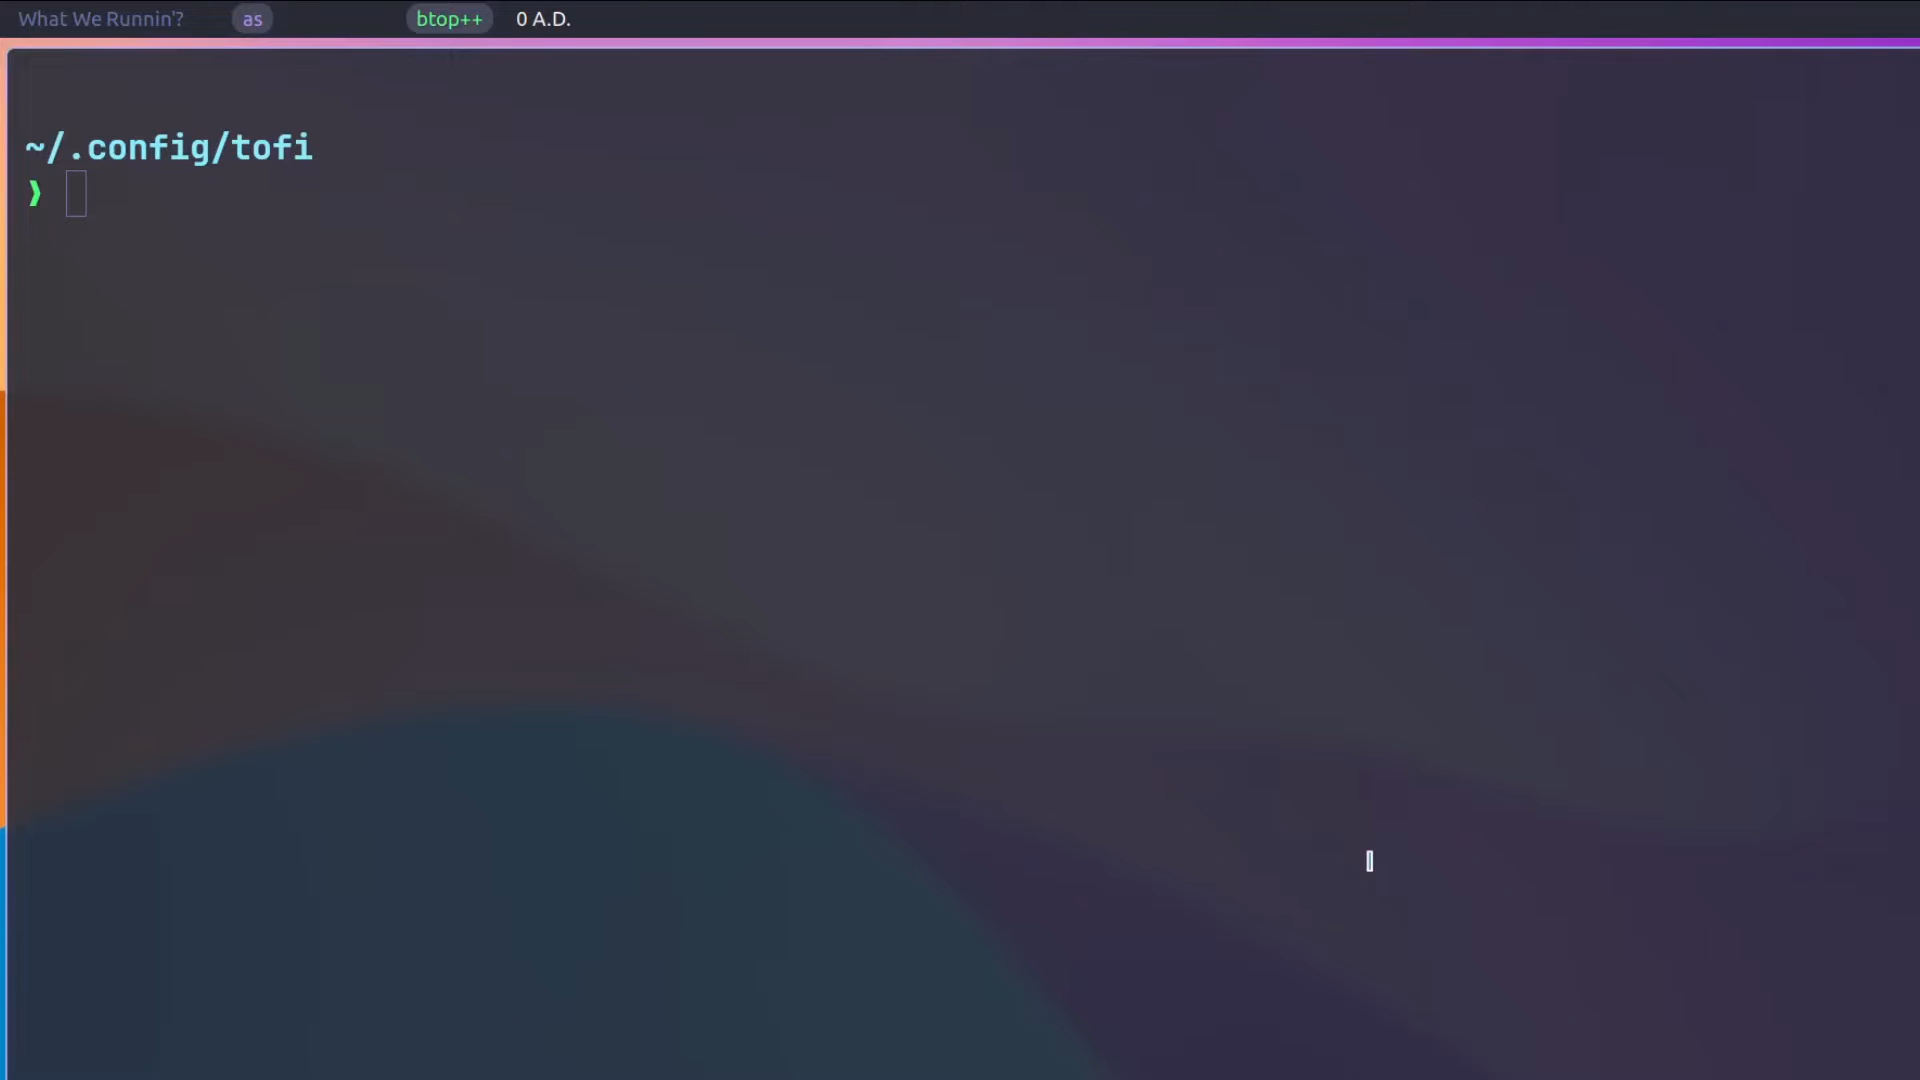 What We Runnin'? as btop++ 0 A.D.
~/.config/tofi
❯